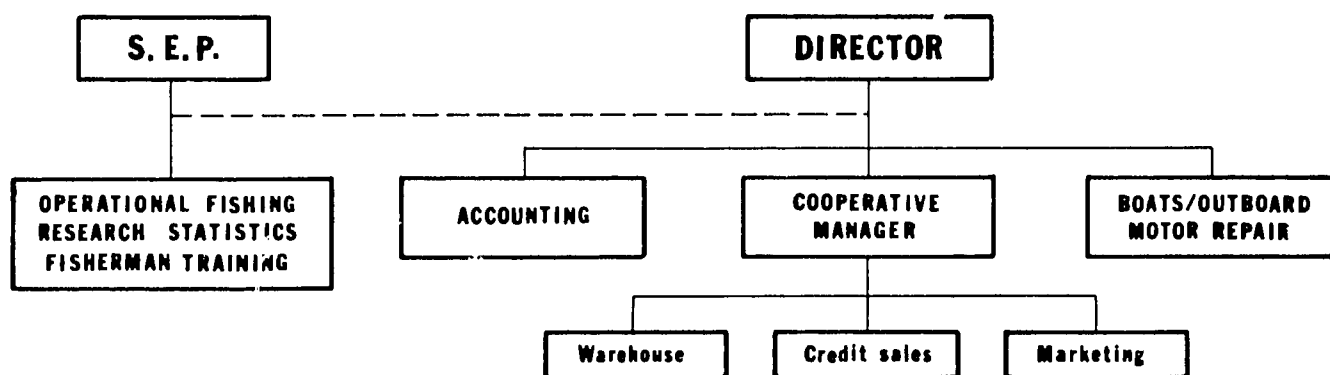 S. E. P.
DIRECTOR
OPERATIONAL FISHING
RESEARCH STATISTICS
FISHERMAN TRAINING
ACCOUNTING
COOPERATIVE
MANAGER
BOATS/OUTBOARD
MOTOR REPAIR
Warehouse
Credit sales
Marketing